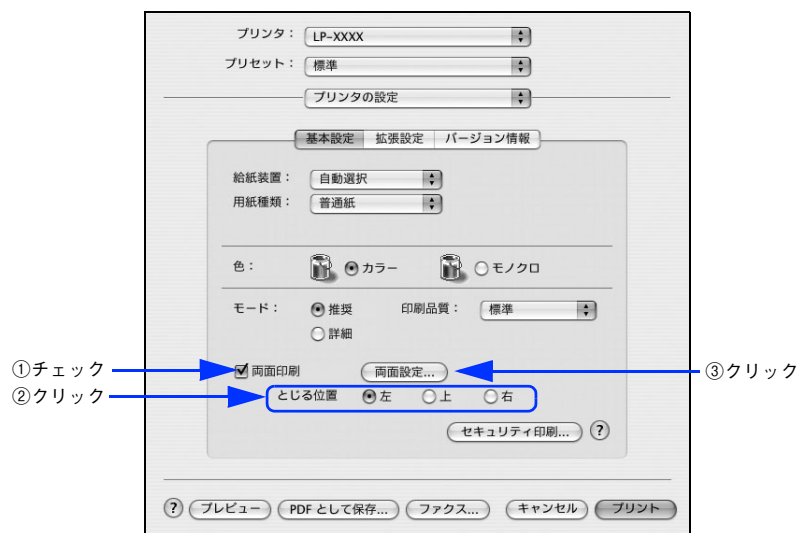 プリンタ： LP-XXXX
プリセット： 標準
プリンタの設定
基本設定 拡張設定 バージョン情報
給紙装置： 自動選択
用紙種類： 普通紙
色： カラー モノクロ
モード： 推奨 印刷品質： 標準
詳細
①チェック 両面印刷 両面設定... ③クリック
②クリック とじる位置 左 上 右
セキュリティ印刷... ?
? プレビュー PDF として保存... ファクス... キャンセル プリント